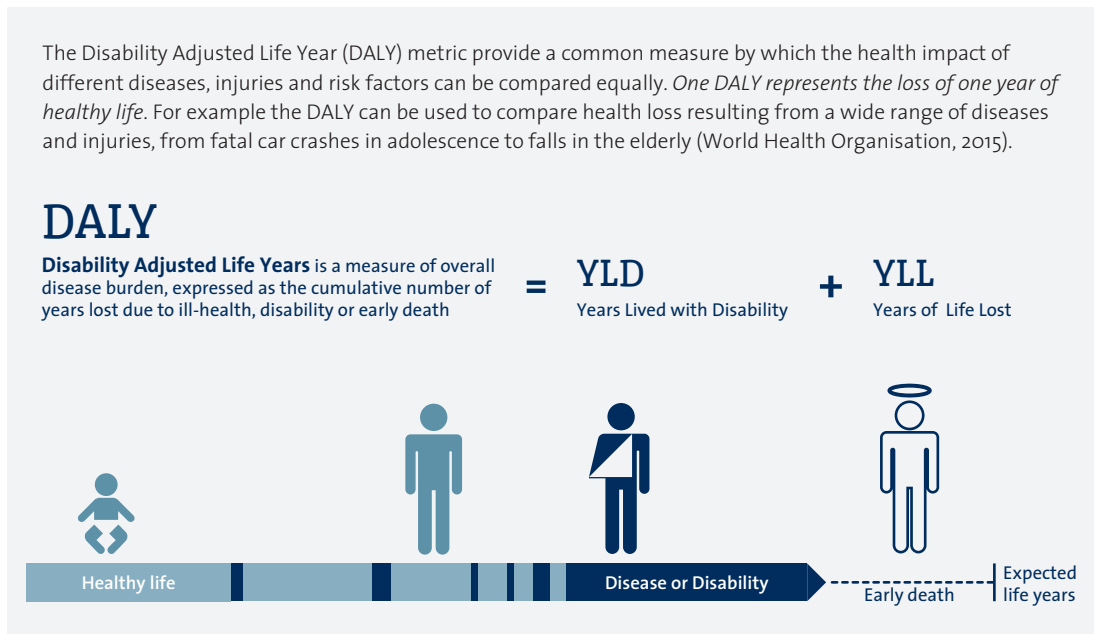 The Disability Adjusted Life Year (DALY) metric provide a common measure by which the health impact of
different diseases, injuries and risk factors can be compared equally. One DALY represents the loss of one year of
healthy life. For example the DALY can be used to compare health loss resulting from a wide range of diseases
and injuries, from fatal car crashes in adolescence to falls in the elderly (World Health Organisation, 2015).
DALY
Disability Adjusted Life Years is a measure of overall
disease burden, expressed as the cumulative number of
years lost due to ill-health, disability or early death
=
YLD
Years Lived with Disability
+
YLL
Years of Life Lost
Healthy life
Disease or Disability
Early death
Expected
life years